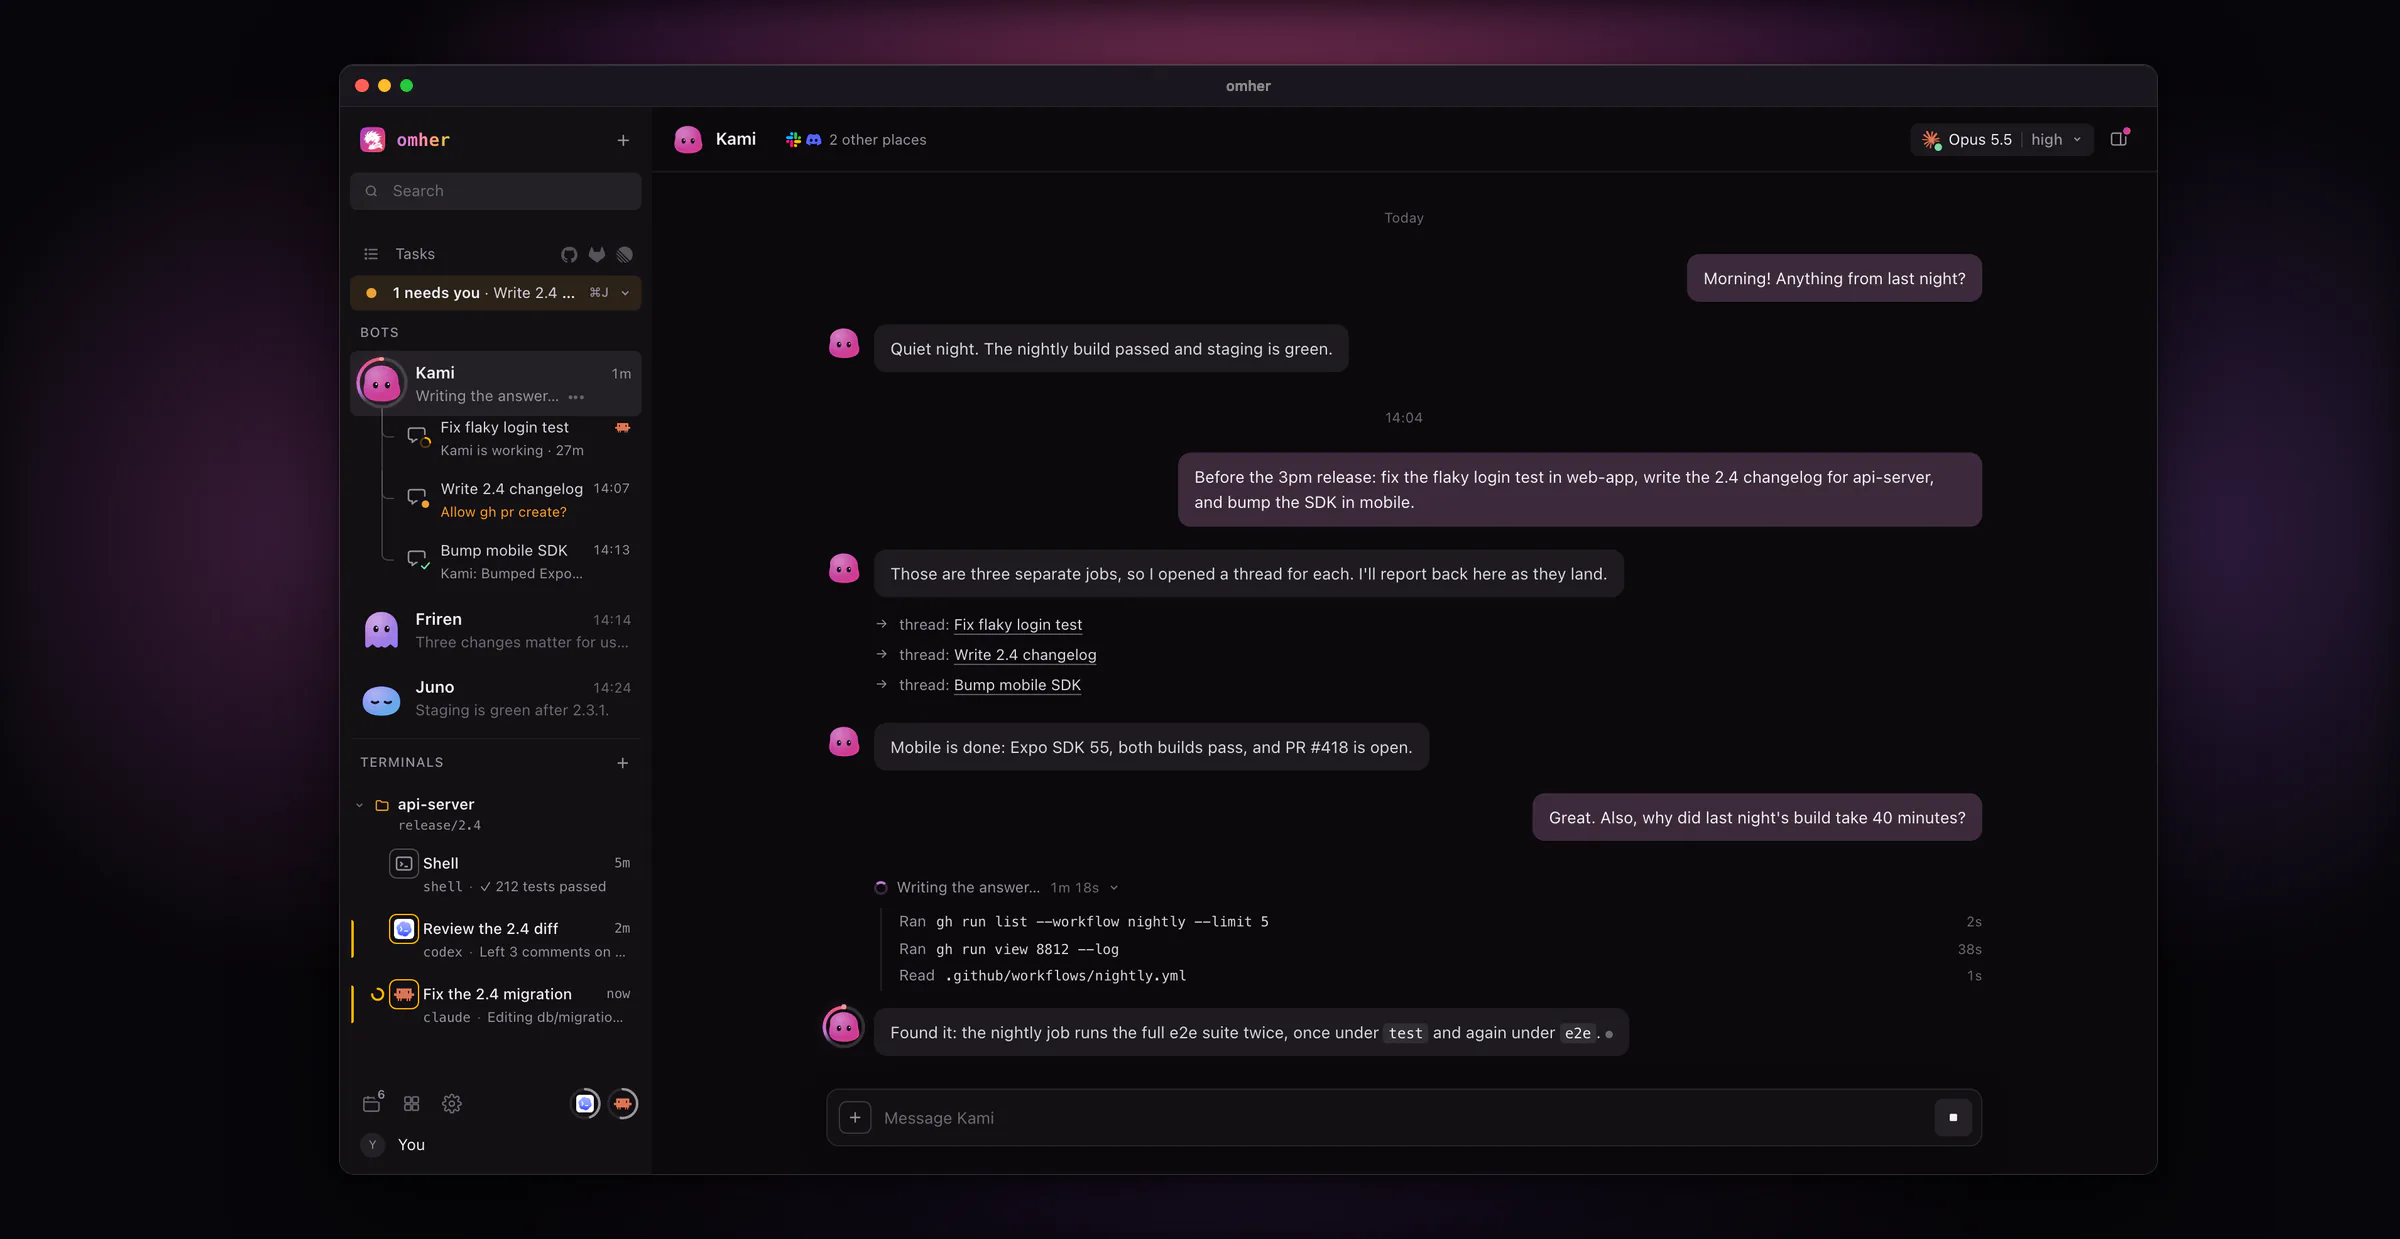 omher
omher
Search
Tasks
1 needs you · Write 2.4 ... ⌘J
BOTS
Kami 1m
Writing the answer... •••
Fix flaky login test
Kami is working · 27m
Write 2.4 changelog 14:07
Allow gh pr create?
Bump mobile SDK 14:13
Kami: Bumped Expo...
Friren 14:14
Three changes matter for us...
Juno 14:24
Staging is green after 2.3.1.
TERMINALS
api-server
release/2.4
Shell 5m
shell · ✓ 212 tests passed
Review the 2.4 diff 2m
codex · Left 3 comments on ...
Fix the 2.4 migration now
claude · Editing db/migratio...
6
Y You
Kami 2 other places
Opus 5.5 high
Today
Morning! Anything from last night?
Quiet night. The nightly build passed and staging is green.
14:04
Before the 3pm release: fix the flaky login test in web-app, write the 2.4 changelog for api-server,
and bump the SDK in mobile.
Those are three separate jobs, so I opened a thread for each. I'll report back here as they land.
→ thread: Fix flaky login test
→ thread: Write 2.4 changelog
→ thread: Bump mobile SDK
Mobile is done: Expo SDK 55, both builds pass, and PR #418 is open.
Great. Also, why did last night's build take 40 minutes?
Writing the answer... 1m 18s
Ran gh run list --workflow nightly --limit 5 2s
Ran gh run view 8812 --log 38s
Read .github/workflows/nightly.yml 1s
Found it: the nightly job runs the full e2e suite twice, once under test and again under e2e.
Message Kami